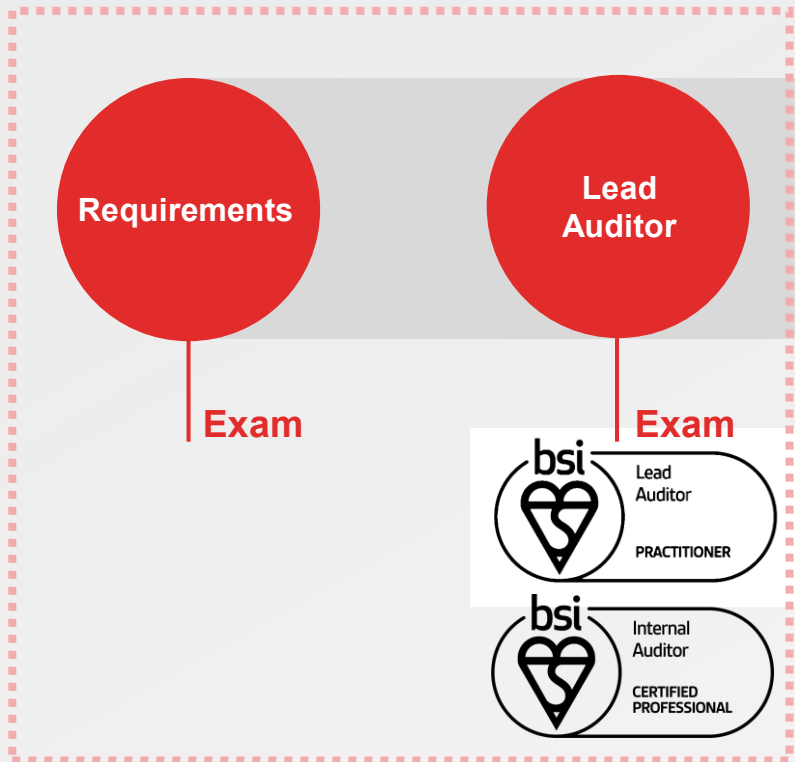 Requirements
Lead
Auditor
Exam
Exam
bsi
Lead
Auditor
PRACTITIONER
bsi
Internal
Auditor
CERTIFIED
PROFESSIONAL